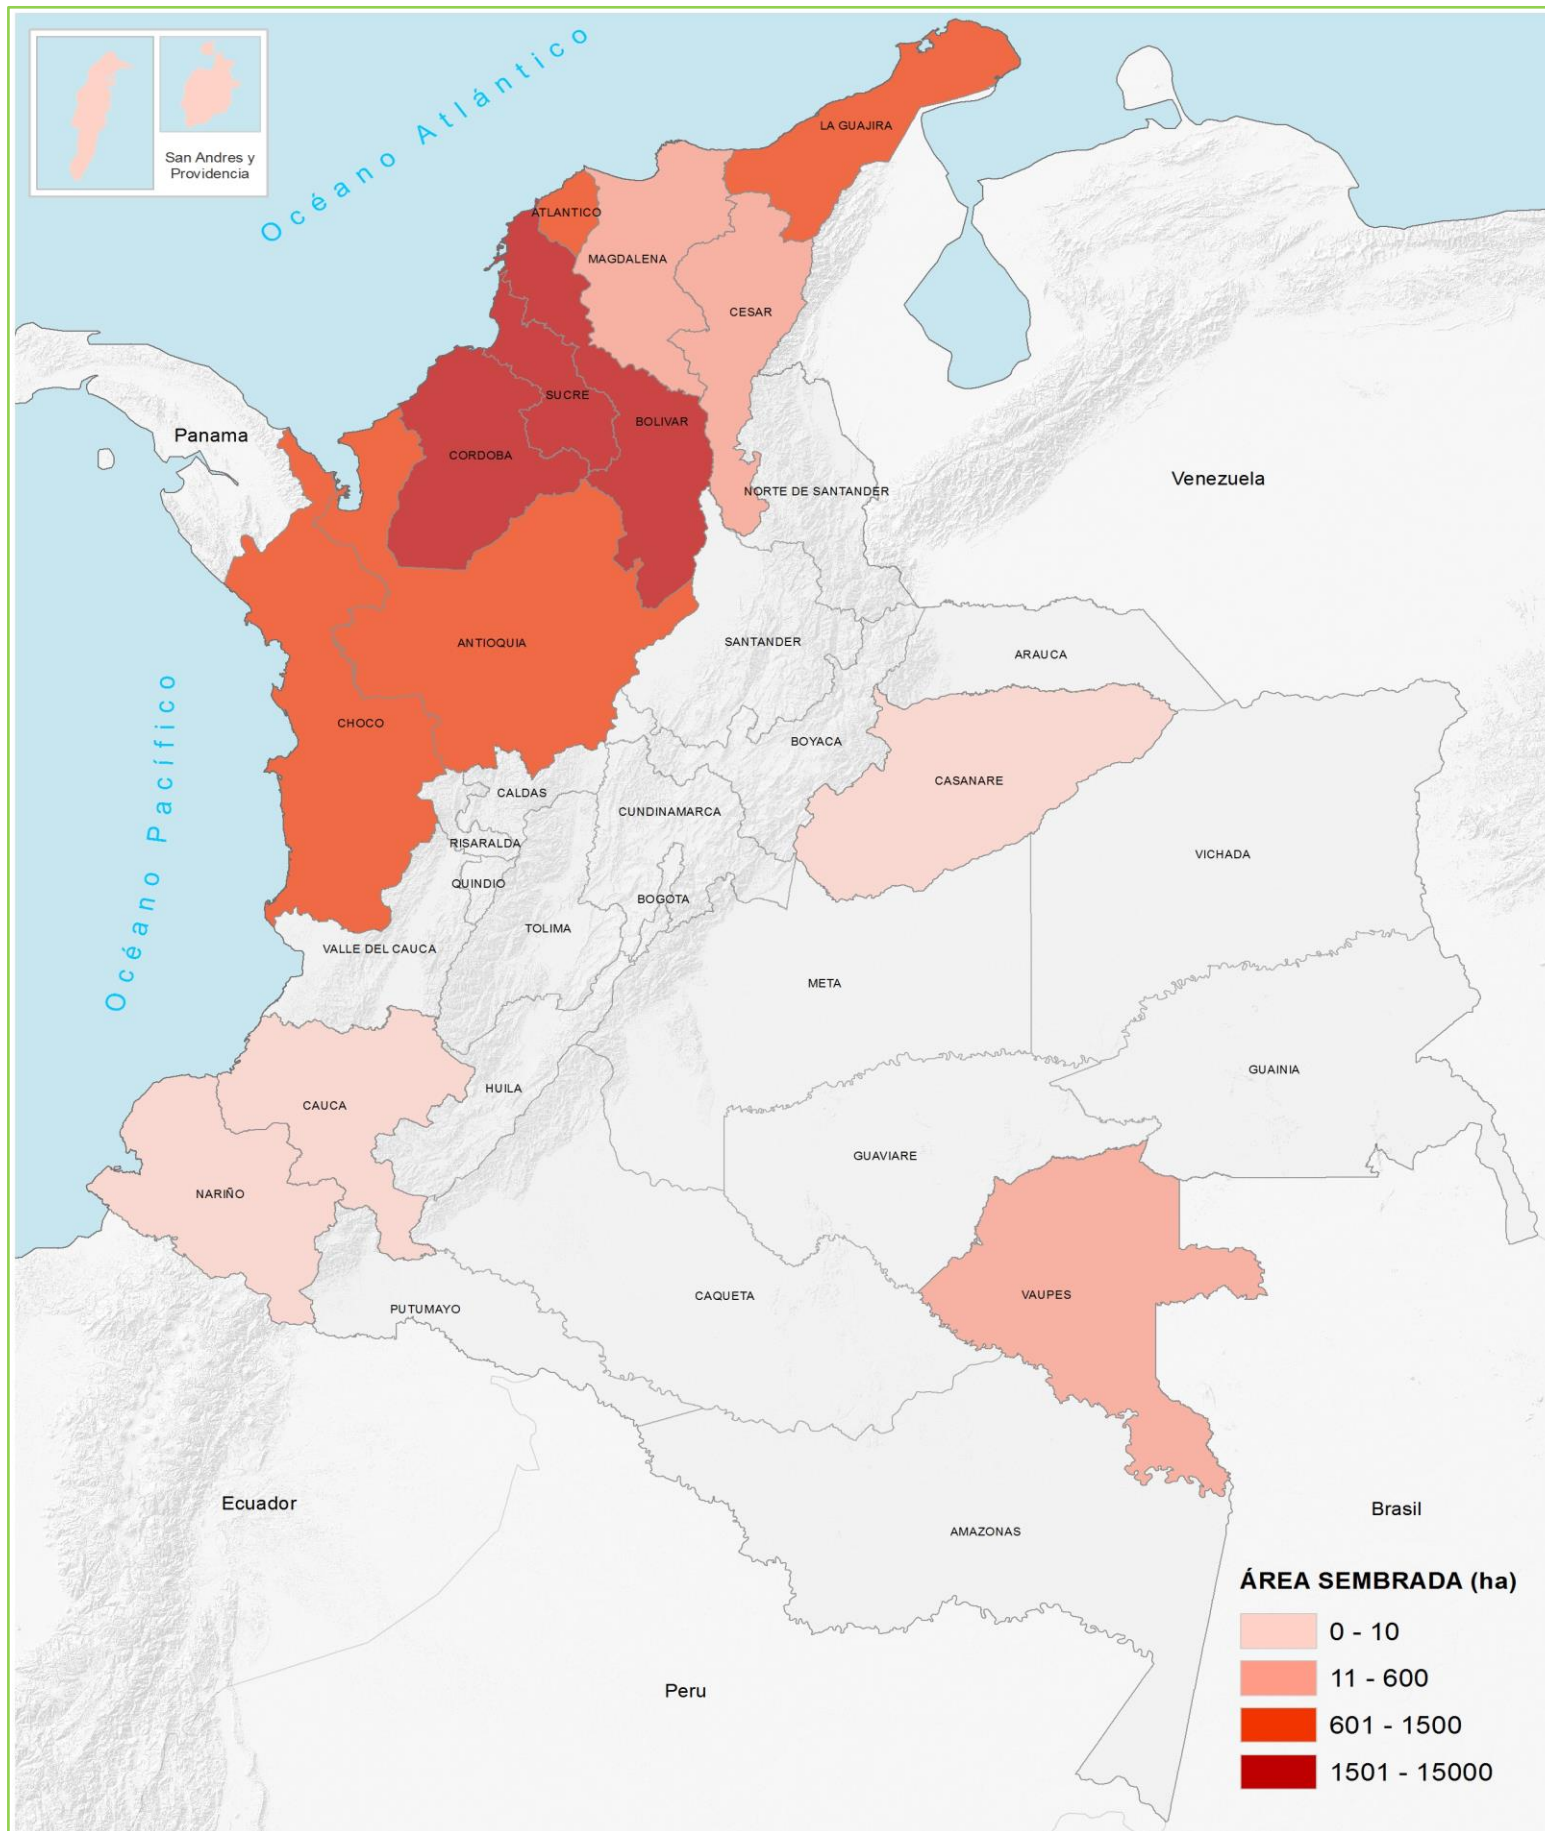 San Andres y
Providencia
Océano Atlántico
LA GUAJIRA
ATLANTICO
MAGDALENA
CESAR
SUCRE
BOLIVAR
CORDOBA
Panama
Venezuela
NORTE DE SANTANDER
ANTIOQUIA
SANTANDER
ARAUCA
CHOCO
BOYACA
CASANARE
CALDAS
CUNDINAMARCA
RISARALDA
VICHADA
QUINDIO
BOGOTA
TOLIMA
VALLE DEL CAUCA
META
Océano Pacífico
GUAINIA
HUILA
CAUCA
GUAVIARE
NARIÑO
VAUPES
CAQUETA
PUTUMAYO
Ecuador
Brasil
AMAZONAS
Peru
ÁREA SEMBRADA (ha)
0 - 10
11 - 600
601 - 1500
1501 - 15000